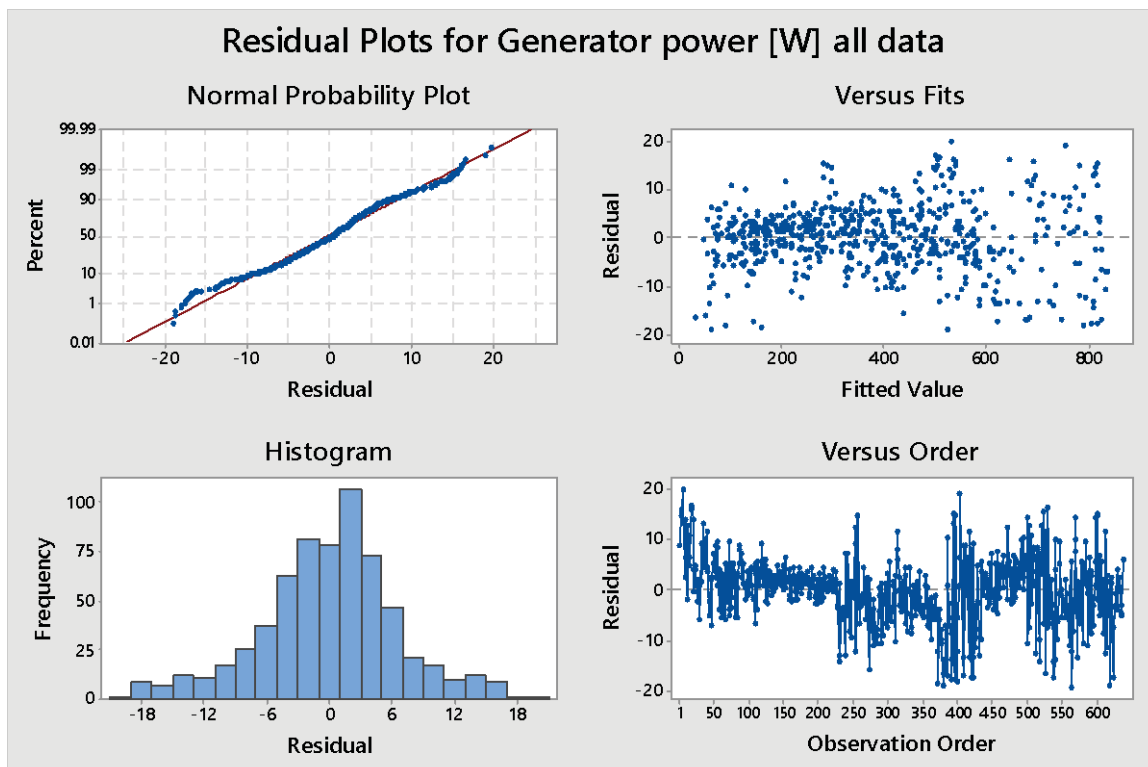 Residual Plots for Generator power [W] all data
Normal Probability Plot
99.99
99
90
50
10
1
0.01
Percent
-20 -10 0 10 20
Residual
Versus Fits
20
10
0
-10
-20
Residual
0 200 400 600 800
Fitted Value
Histogram
100
75
50
25
0
Frequency
-18 -12 -6 0 6 12 18
Residual
Versus Order
20
10
0
-10
-20
Residual
1 50 100 150 200 250 300 350 400 450 500 550 600
Observation Order